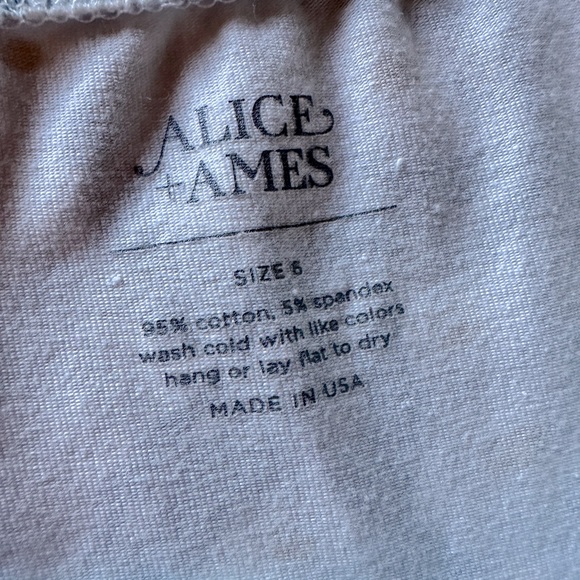 ALICE
+AMES
SIZE 6
95% cotton, 5% spandex
wash cold with like colors
hang or lay flat to dry
MADE IN USA